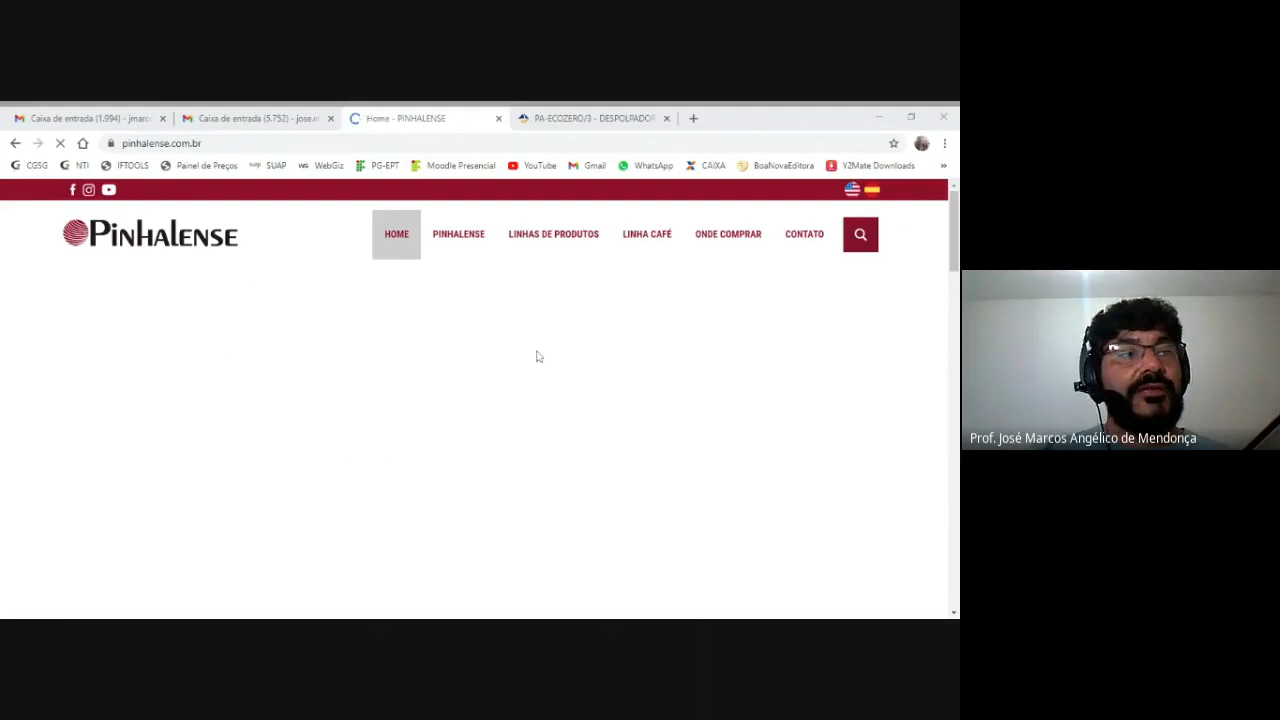 Caixa de entrada (1.994) - jmarc
Caixa de entrada (5.752) - jose.m
Home - PINHALENSE
PA-ECOZERO/3 - DESPOLPADOR
pinhalense.com.br
CGSG
NTI
IFTOOLS
Painel de Preços
SUAP
WebGiz
PG-EPT
Moodle Presencial
YouTube
Gmail
WhatsApp
CAIXA
BoaNovaEditora
Y2Mate Downloads
PINHALENSE
HOME
PINHALENSE
LINHAS DE PRODUTOS
LINHA CAFÉ
ONDE COMPRAR
CONTATO
Prof. José Marcos Angélico de Mendonça